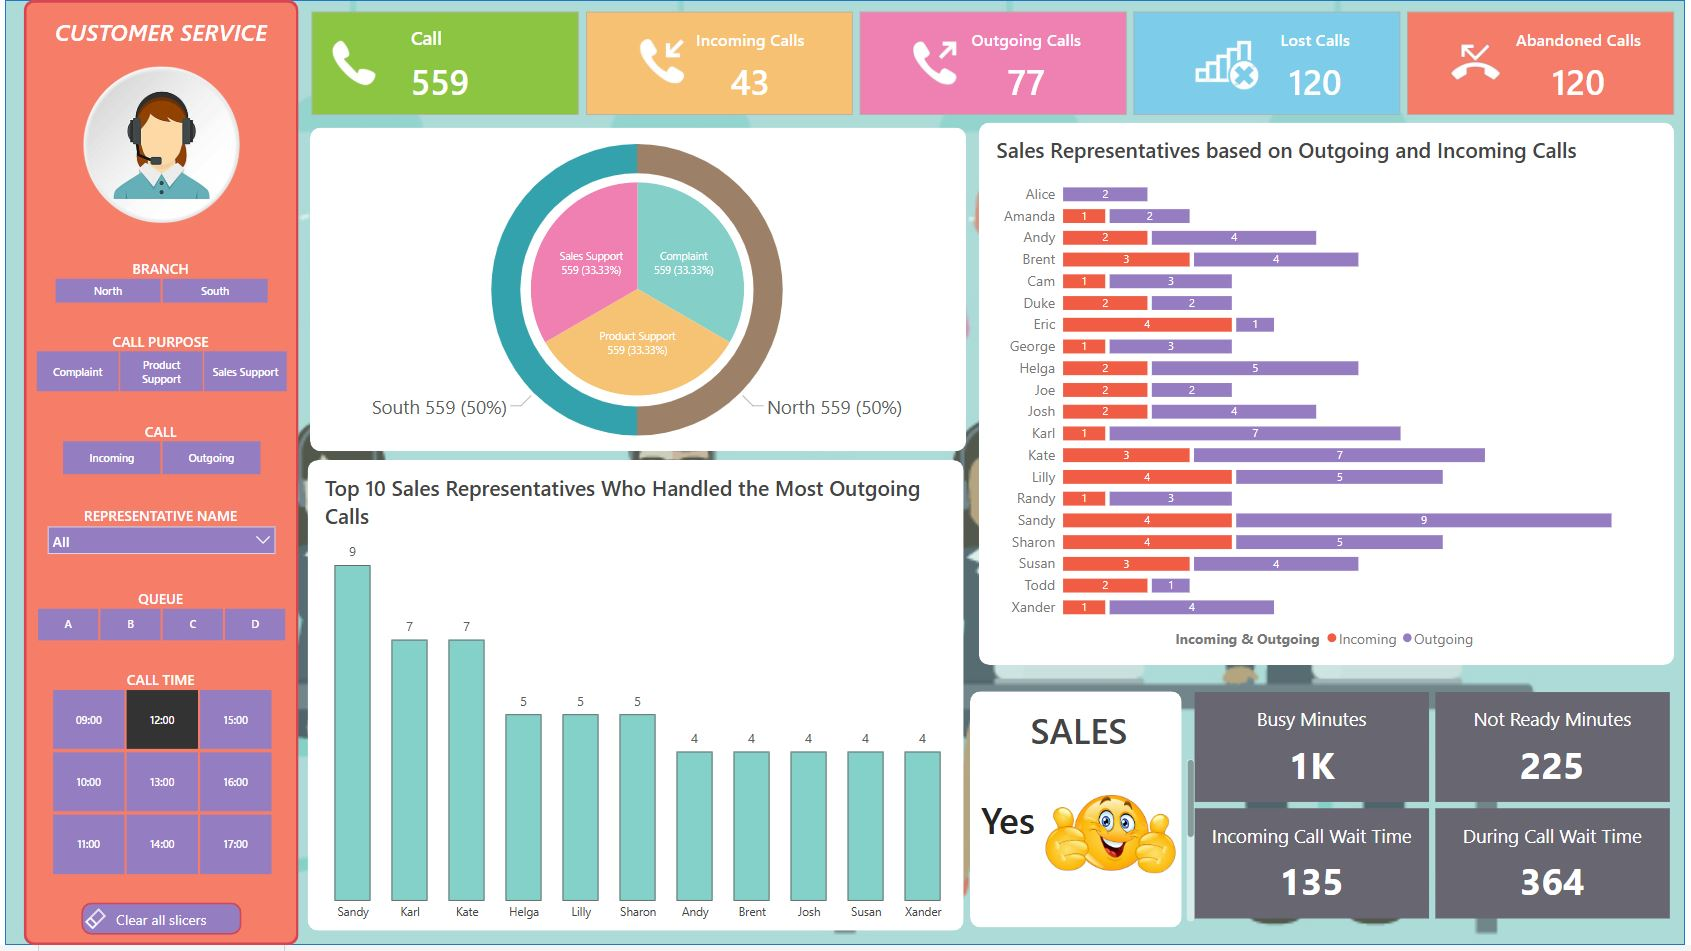 CUSTOMER SERVICE
BRANCH
North
South
CALL PURPOSE
Complaint
Product
Support
Sales Support
CALL
Incoming
Outgoing
REPRESENTATIVE NAME
All
QUEUE
A
B
C
D
CALL TIME
09:00
12:00
15:00
10:00
13:00
16:00
11:00
14:00
17:00
Clear all slicers
Call
559
Incoming Calls
43
Outgoing Calls
77
Lost Calls
120
Abandoned Calls
120
Sales Support
559 (33.33%)
Complaint
559 (33.33%)
Product Support
559 (33.33%)
South 559 (50%)
North 559 (50%)
Top 10 Sales Representatives Who Handled the Most Outgoing
Calls
9
7
7
5
5
5
4
4
4
4
4
Sandy
Karl
Kate
Helga
Lilly
Sharon
Andy
Brent
Josh
Susan
Xander
Sales Representatives based on Outgoing and Incoming Calls
Alice 2
Amanda 1 2
Andy 2 4
Brent 3 4
Cam 1 3
Duke 2 2
Eric 4 1
George 1 3
Helga 2 5
Joe 2 2
Josh 2 4
Karl 1 7
Kate 3 7
Lilly 4 5
Randy 1 3
Sandy 4 9
Sharon 4 5
Susan 3 4
Todd 2 1
Xander 1 4
Incoming & Outgoing Incoming Outgoing
SALES
Yes
Busy Minutes
1K
Not Ready Minutes
225
Incoming Call Wait Time
135
During Call Wait Time
364